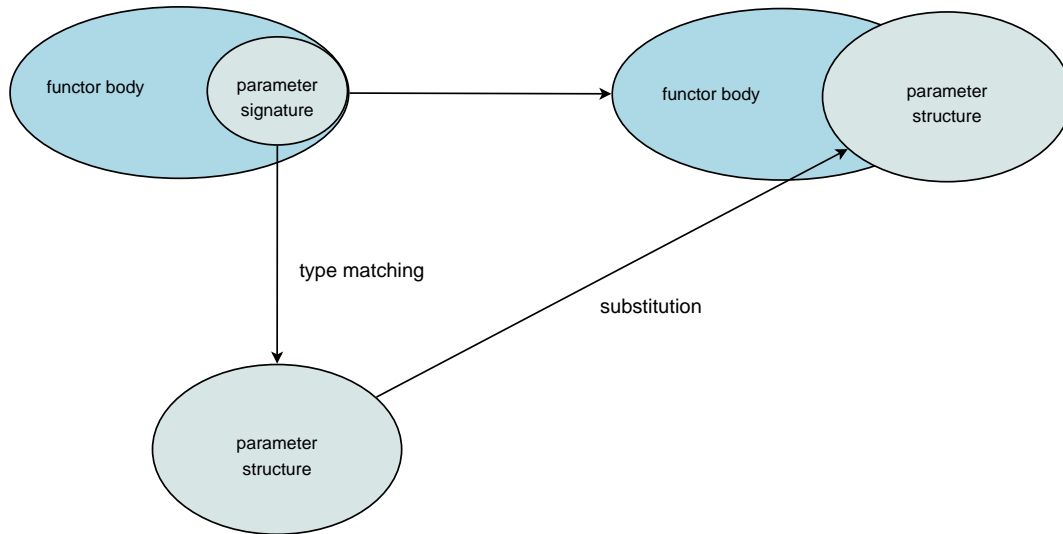 functor body
parameter
signature
functor body
parameter
structure
type matching
substitution
parameter
structure